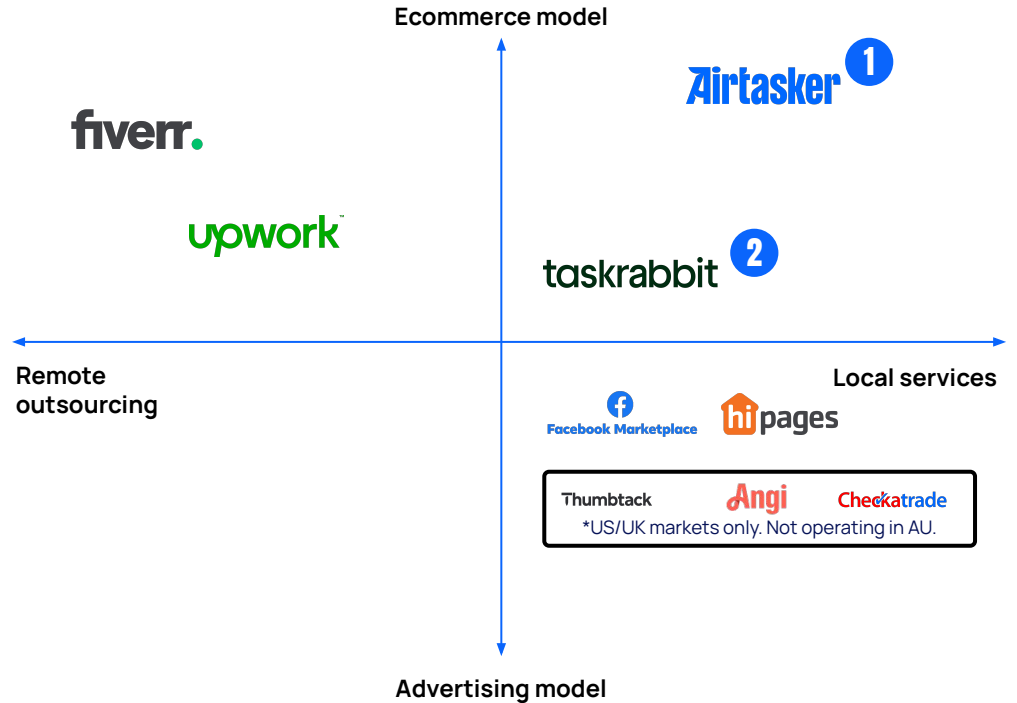 Ecommerce model
Airtasker 1
fiverr.
upwork™
taskrabbit 2
Remote
outsourcing
Local services
Facebook Marketplace
hipages
Thumbtack Angi Checkatrade
*US/UK markets only. Not operating in AU.
Advertising model